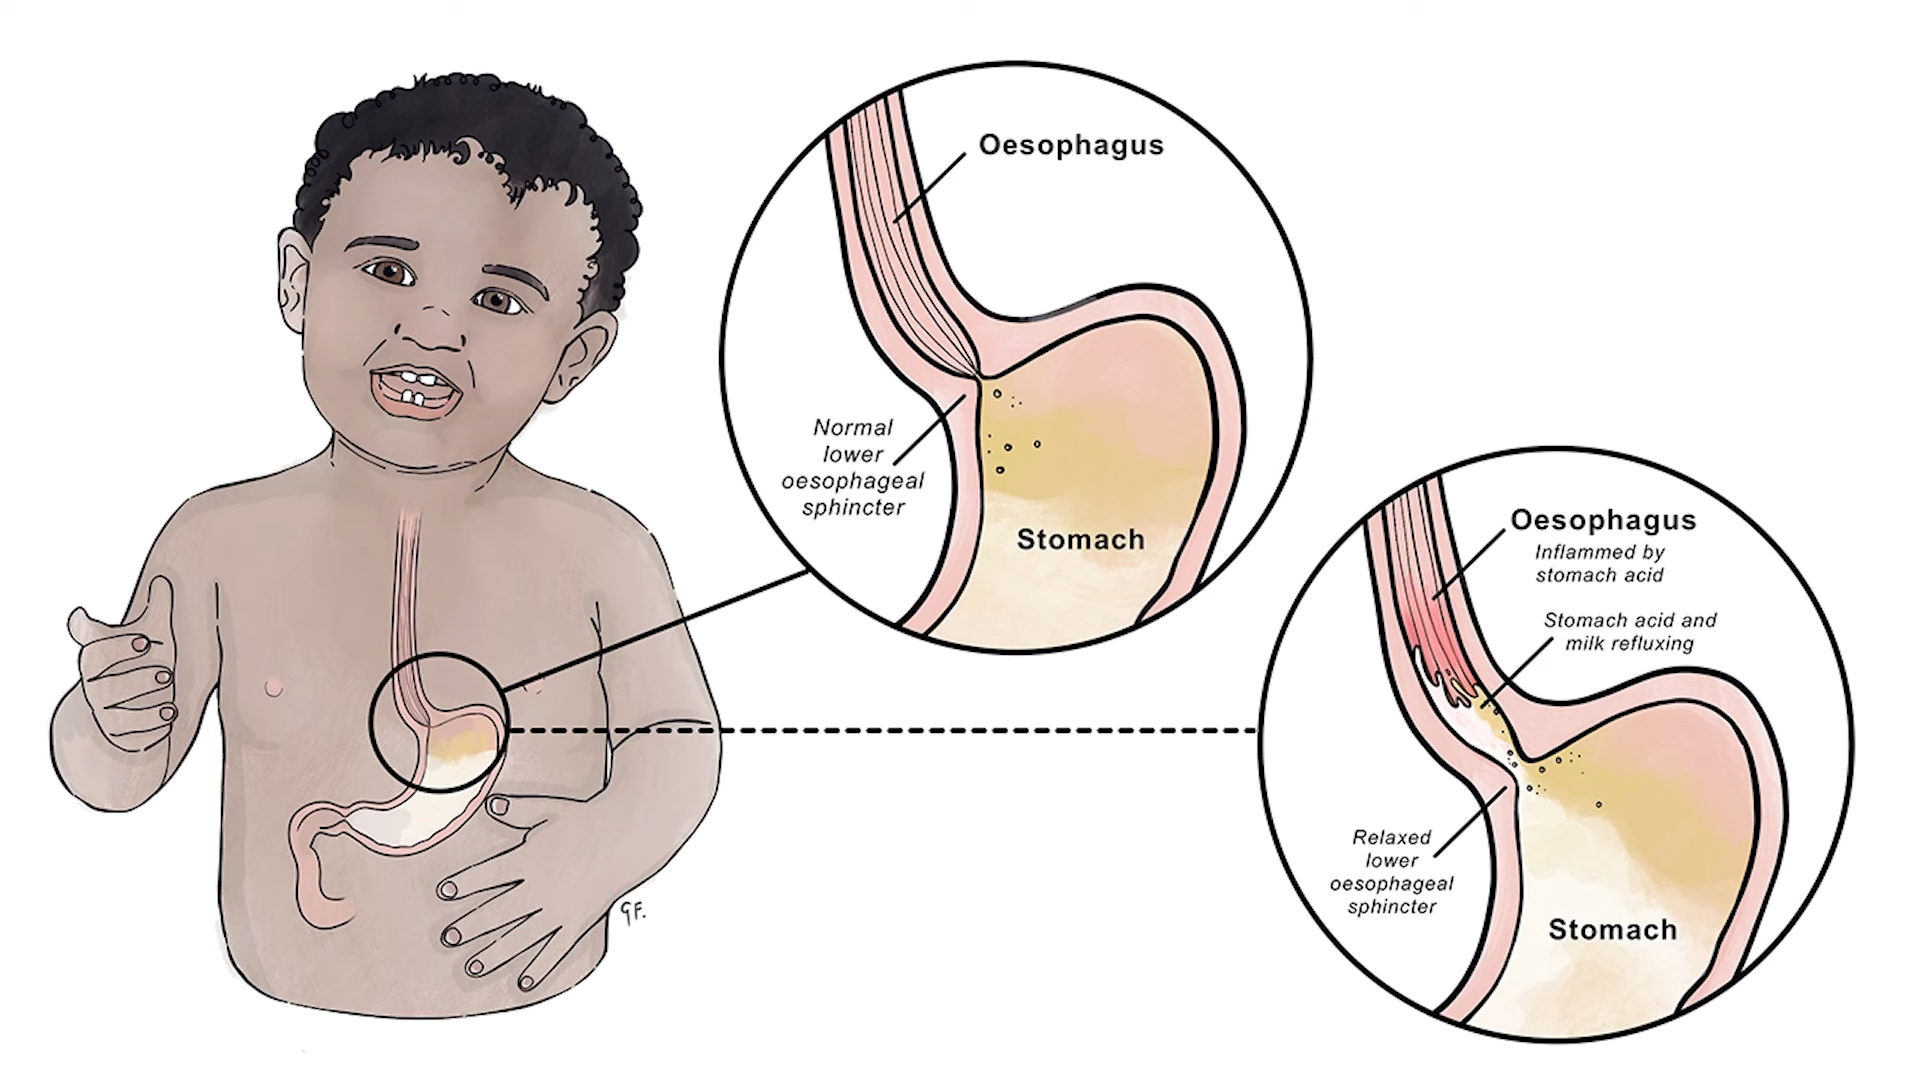 Oesophagus
Normal
lower
oesophageal
sphincter
Stomach
Oesophagus
Inflammed by
stomach acid
Stomach acid and
milk refluxing
Relaxed
lower
oesophageal
sphincter
Stomach
GF.